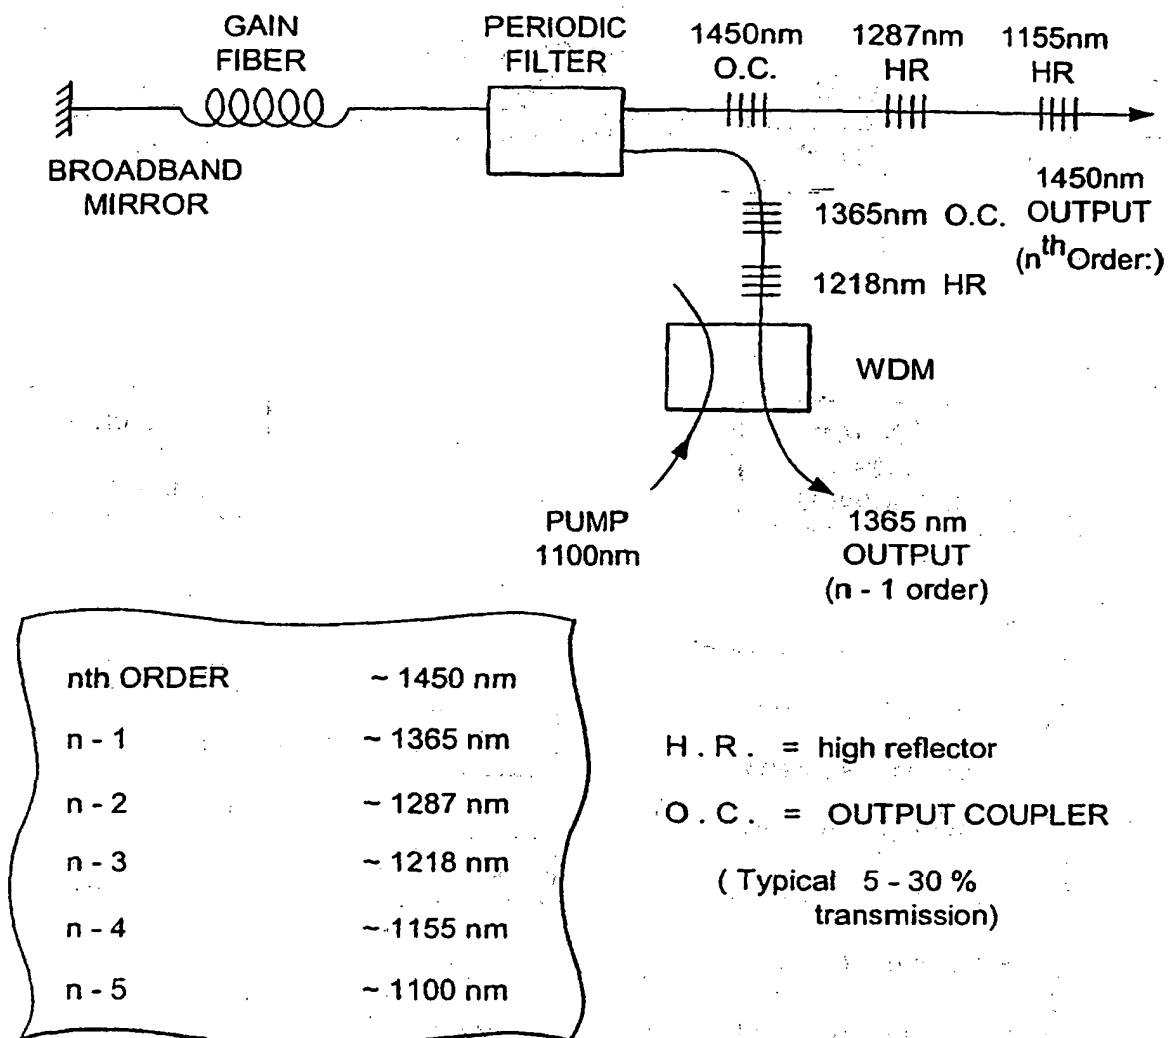 GAIN
FIBER
PERIODIC
FILTER
1450nm
O.C.
1287nm
HR
1155nm
HR
BROADBAND
MIRROR
1450nm
OUTPUT
(nth Order:)
1365nm O.C.
1218nm HR
WDM
PUMP
1100nm
1365 nm
OUTPUT
(n - 1 order)
nth ORDER ~ 1450 nm
n - 1 ~ 1365 nm
n - 2 ~ 1287 nm
n - 3 ~ 1218 nm
n - 4 ~ 1155 nm
n - 5 ~ 1100 nm
H . R . = high reflector
O . C . = OUTPUT COUPLER
( Typical 5 - 30 %
transmission)